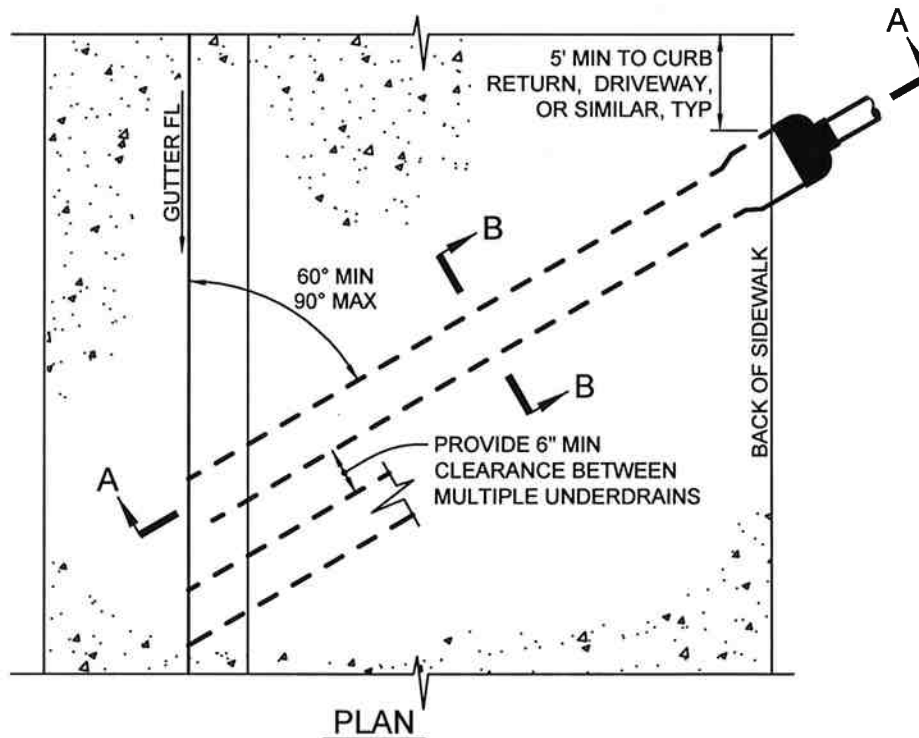 A
5' MIN TO CURB
RETURN, DRIVEWAY,
OR SIMILAR, TYP
GUTTER FL
B
60° MIN
90° MAX
BACK OF SIDEWALK
B
PROVIDE 6" MIN
CLEARANCE BETWEEN
MULTIPLE UNDERDRAINS
A
PLAN